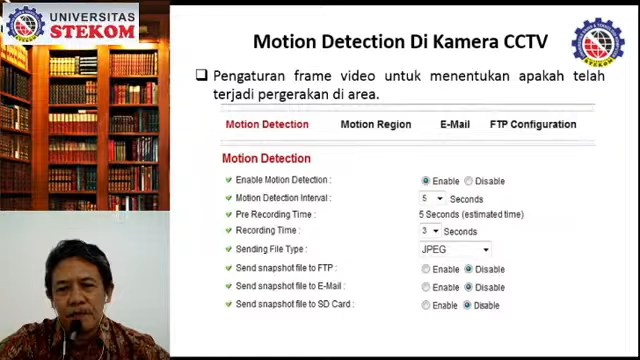 UNIVERSITAS
STEKOM
Motion Detection Di Kamera CCTV
STEKOM
Pengaturan frame video untuk menentukan apakah telah
terjadi pergerakan di area.
Motion Detection Motion Region E-Mail FTP Configuration
Motion Detection
Enable Motion Detection: Enable Disable
Motion Detection Interval: 5 Seconds
Pre Recording Time : 5 Seconds (estimated time)
Recording Time : 3 Seconds
Sending File Type : JPEG
Send snapshot file to FTP : Enable Disable
Send snapshot file to E-Mail : Enable Disable
Send snapshot file to SD Card : Enable Disable